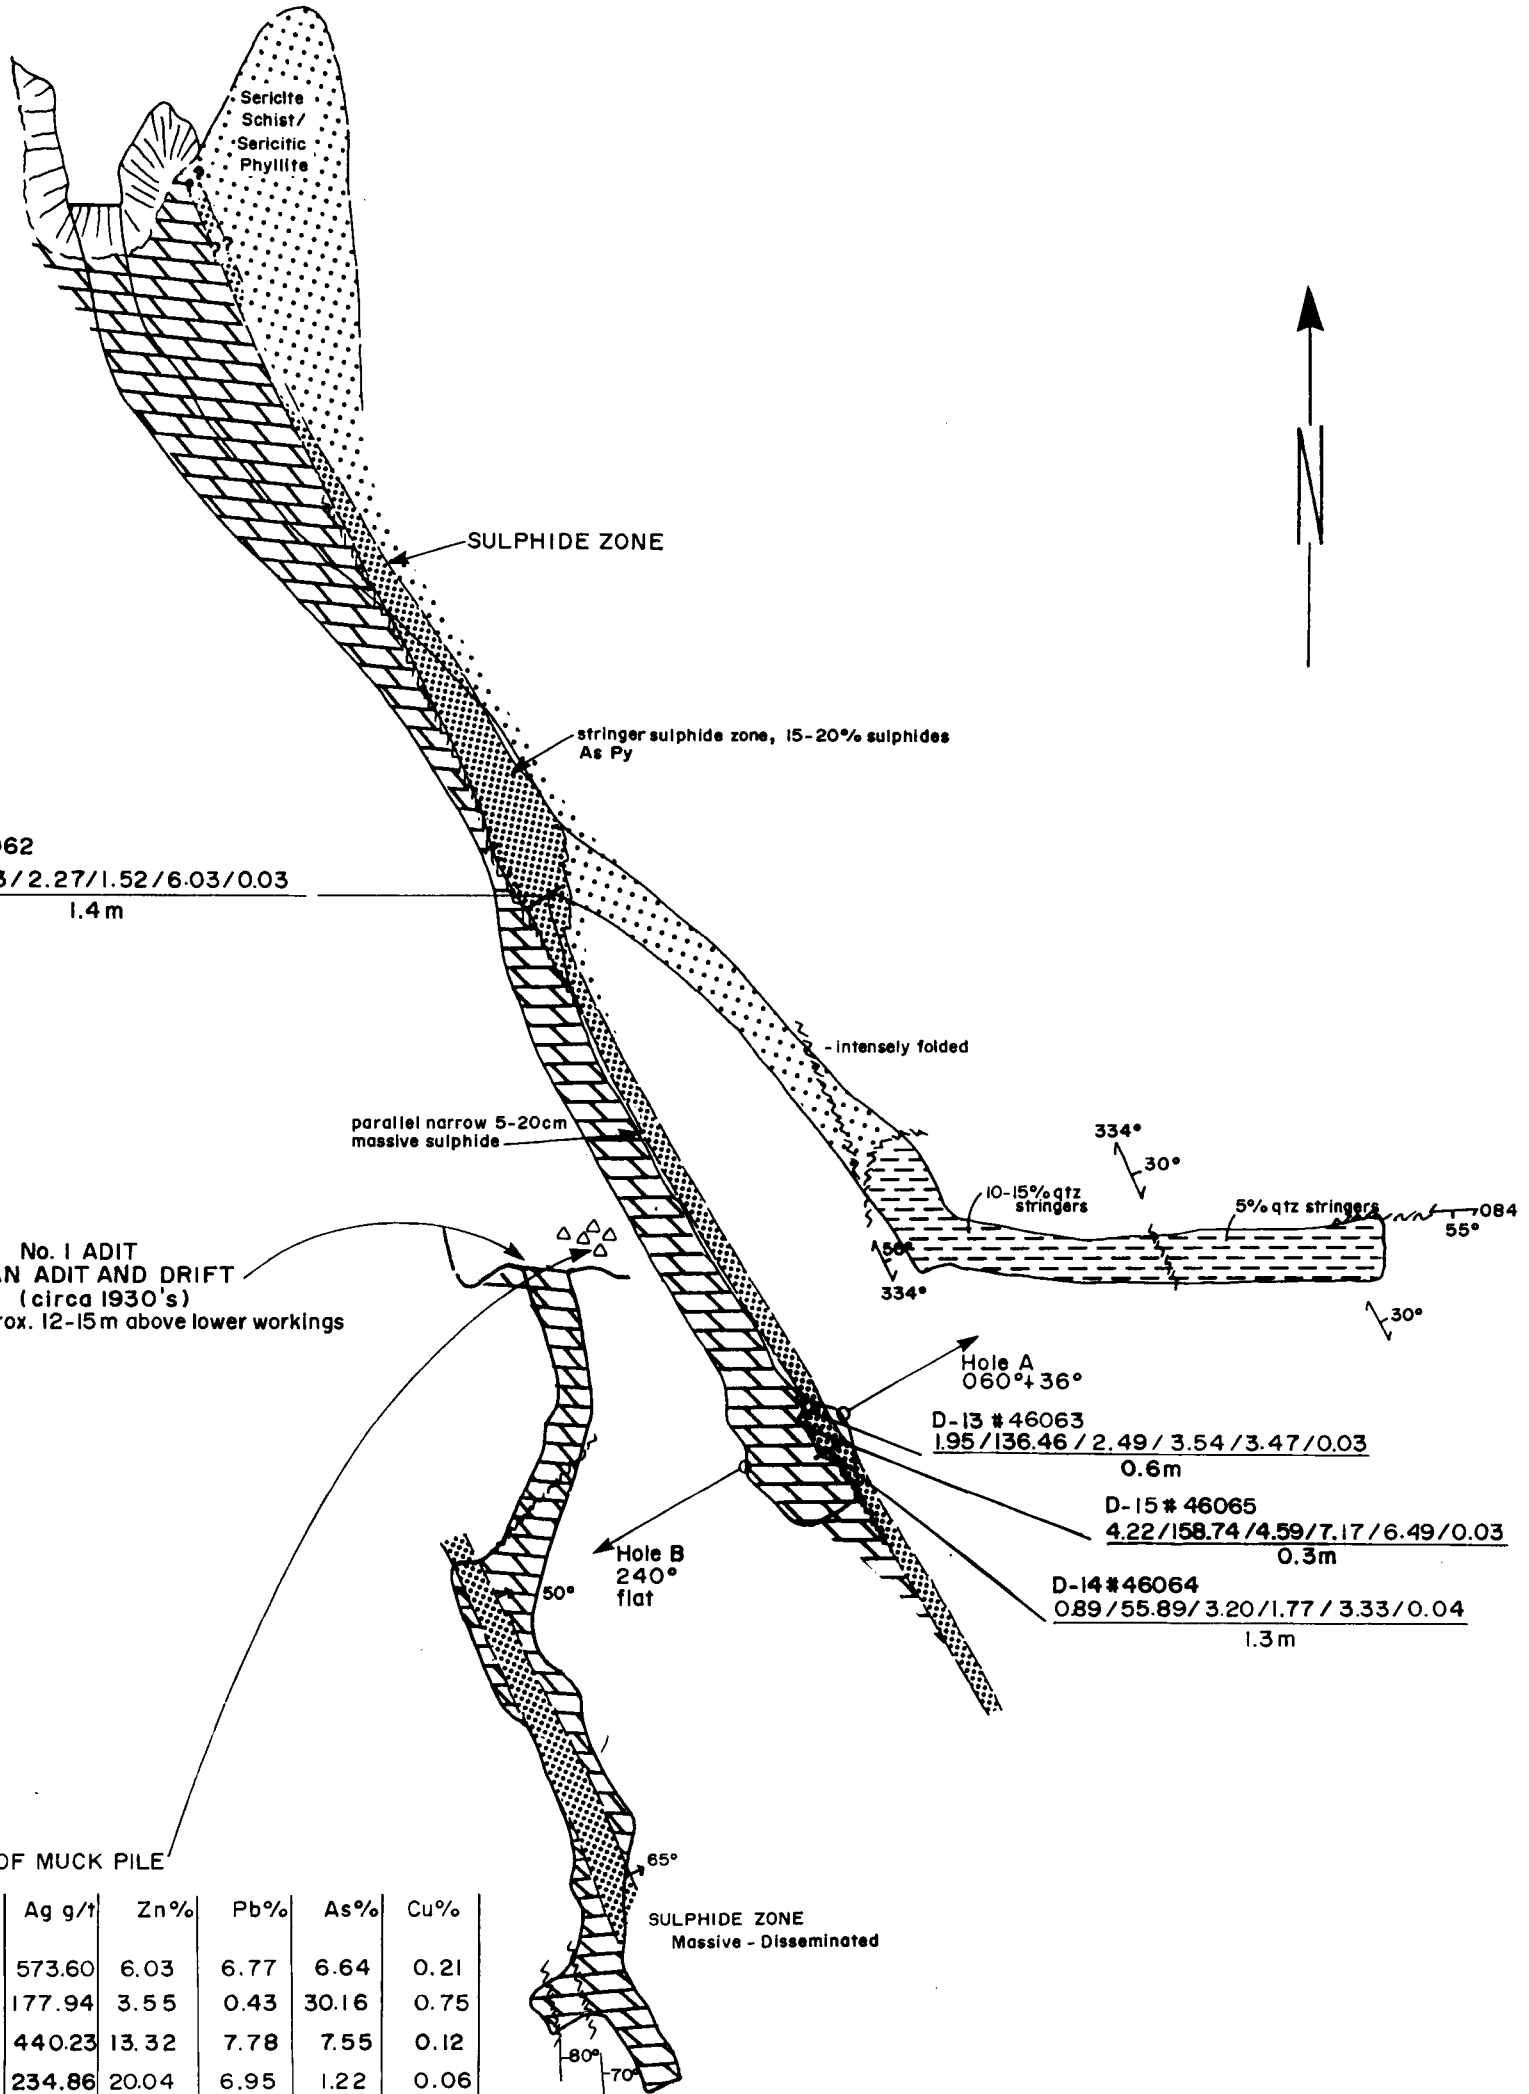 Sericite
Schist/
Sericitic
Phyllite
N
SULPHIDE ZONE
stringer sulphide zone, 15-20% sulphides
As Py
62
/2.27/1.52/6.03/0.03
1.4m
- intensely folded
parallel narrow 5-20cm
massive sulphide
334°
30°
10-15% qtz
stringers
5% qtz stringers
084
55°
56°
334°
30°
No. 1 ADIT
AN ADIT AND DRIFT
(circa 1930's)
rox. 12-15m above lower workings
Hole A
060°+36°
D-13 #46063
1.95/136.46/2.49/3.54/3.47/0.03
0.6m
D-15 #46065
4.22/158.74/4.59/7.17/6.49/0.03
0.3m
Hole B
240°
flat
50°
D-14 #46064
0.89/55.89/3.20/1.77/3.33/0.04
1.3m
OF MUCK PILE
65°
SULPHIDE ZONE
Massive - Disseminated
Ag g/t Zn% Pb% As% Cu%
573.60 6.03 6.77 6.64 0.21
177.94 3.55 0.43 30.16 0.75
440.23 13.32 7.78 7.55 0.12
234.86 20.04 6.95 1.22 0.06
80°
70°